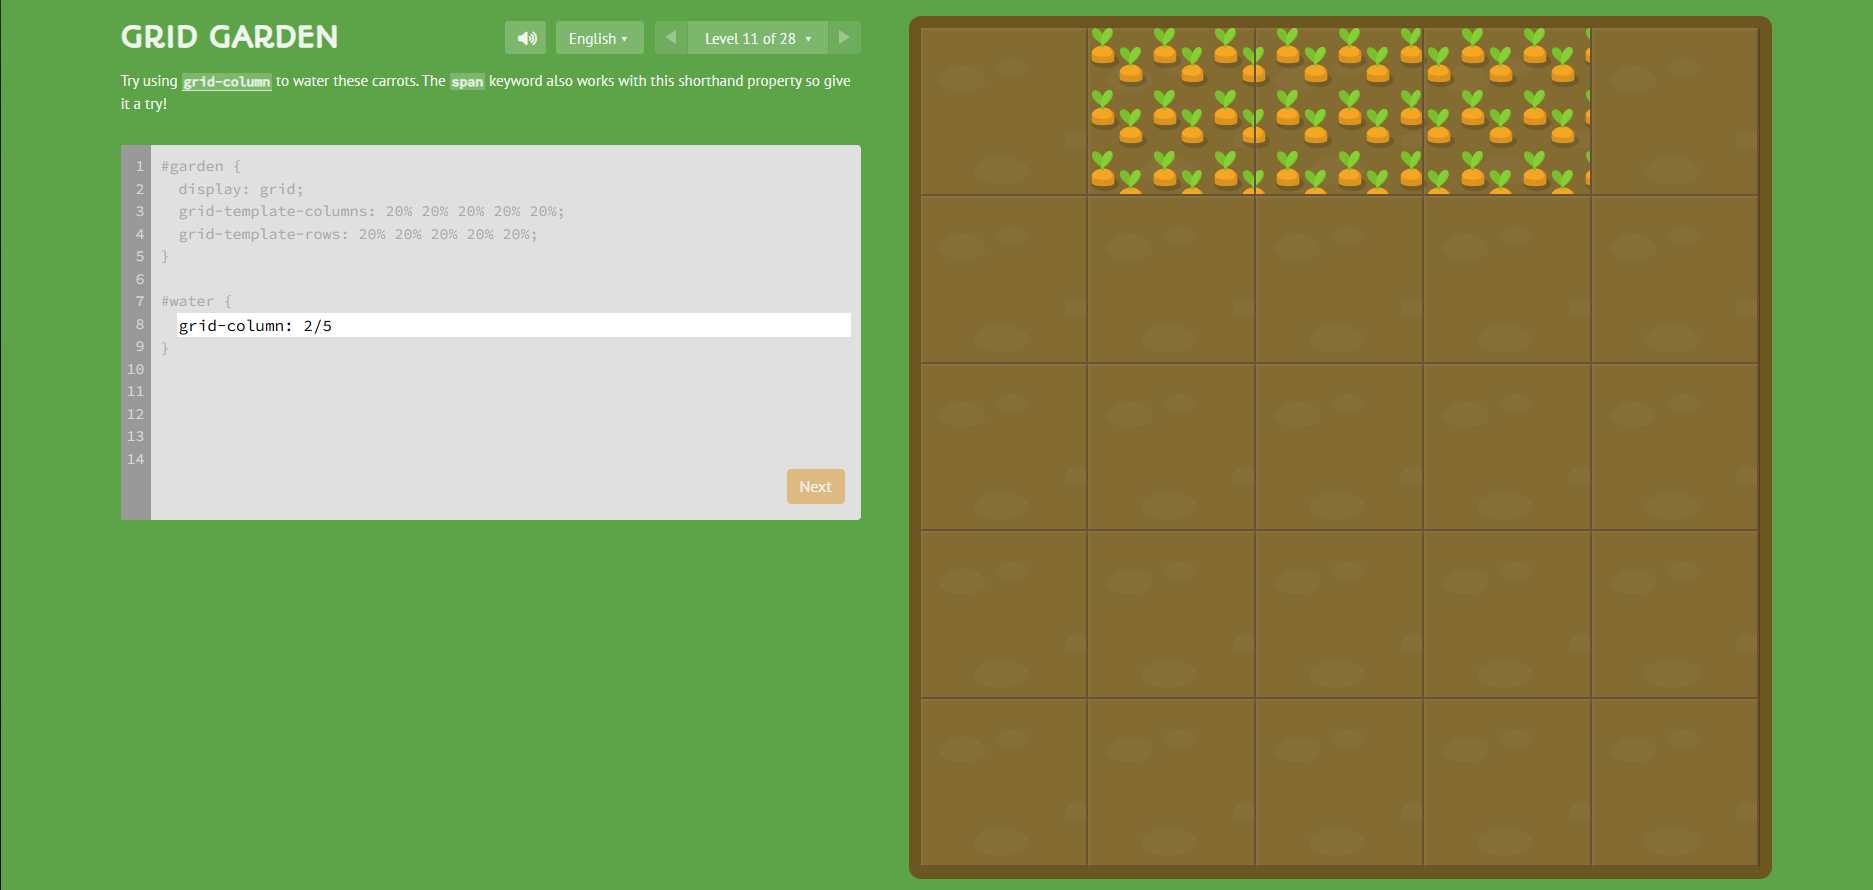 GRID GARDEN
English
Level 11 of 28
Try using grid-column to water these carrots. The span keyword also works with this shorthand property so give
it a try!
1 #garden {
2 display: grid;
3 grid-template-columns: 20% 20% 20% 20% 20%;
4 grid-template-rows: 20% 20% 20% 20% 20%;
5 }
6
7 #water {
8 grid-column: 2/5
9 }
10
11
12
13
14
Next